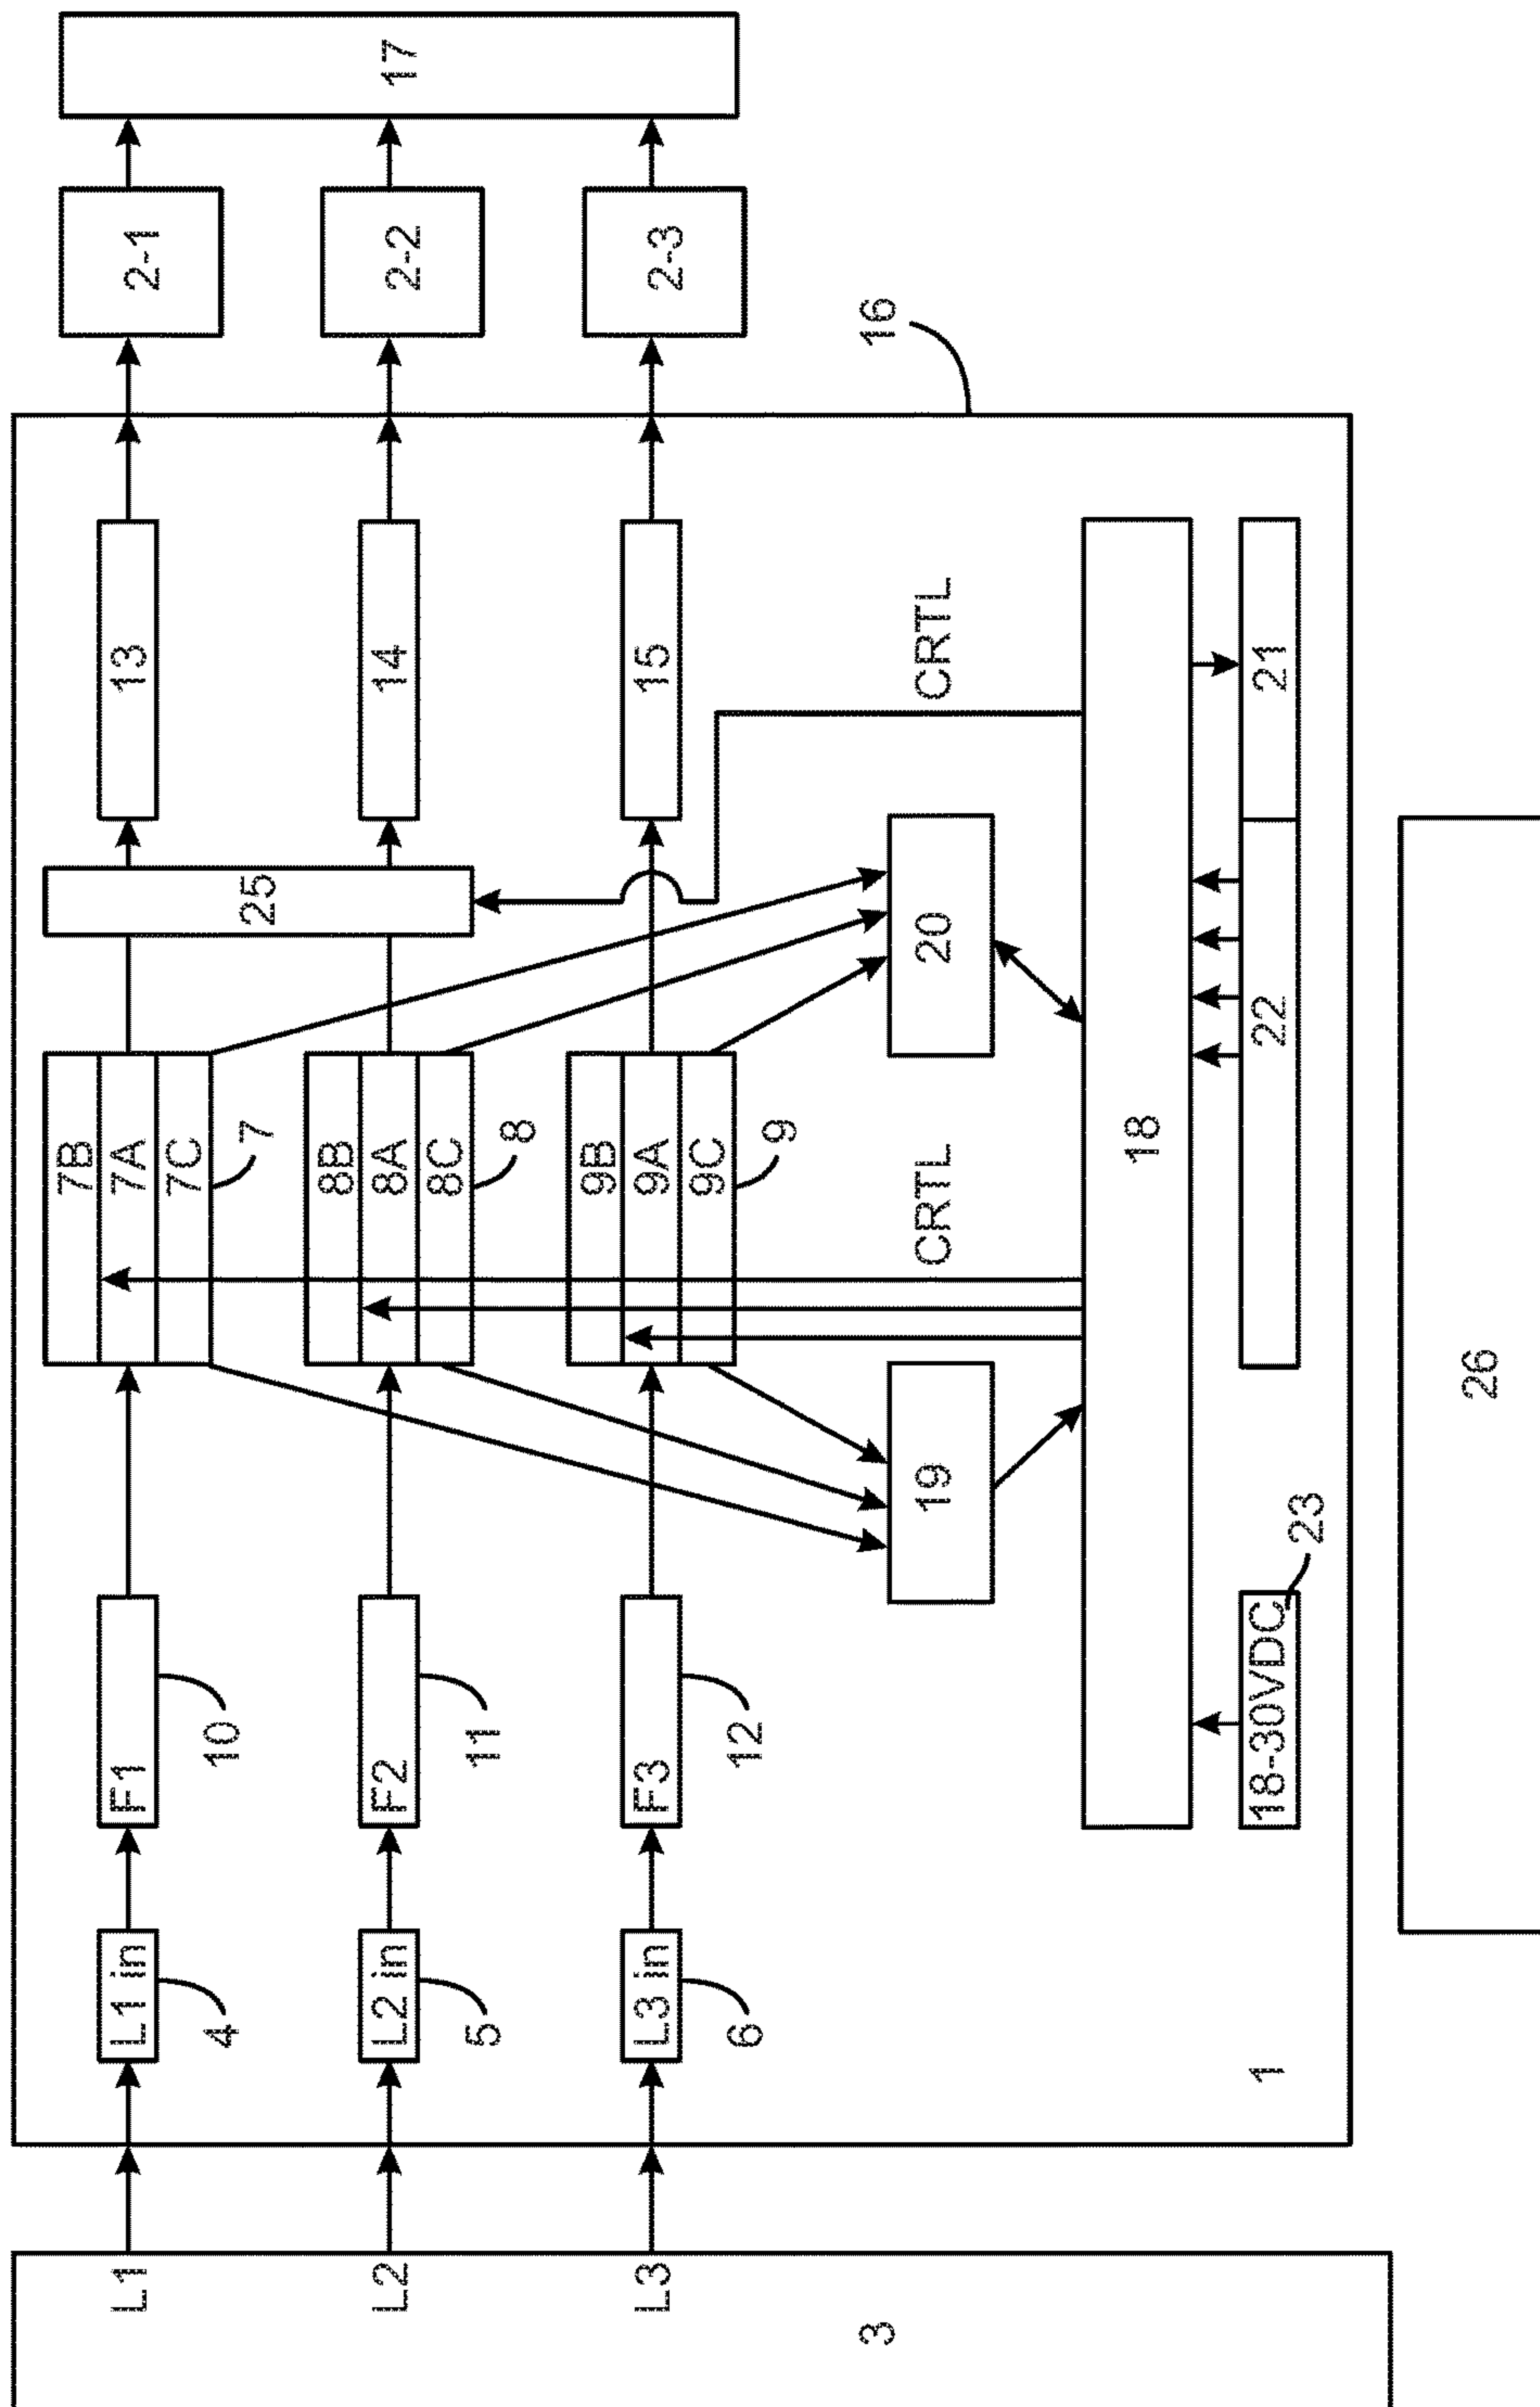 17
2-1
2-2
2-3
16
13
14
15
CRTL
21
25
20
22
7B
7A
7C
7
8B
8A
8C
8
9B
9A
9C
9
CRTL
18
19
26
F1
10
F2
11
F3
12
18-30VDC
23
L1 in
4
L2 in
5
L3 in
6
1
L1
L2
L3
3